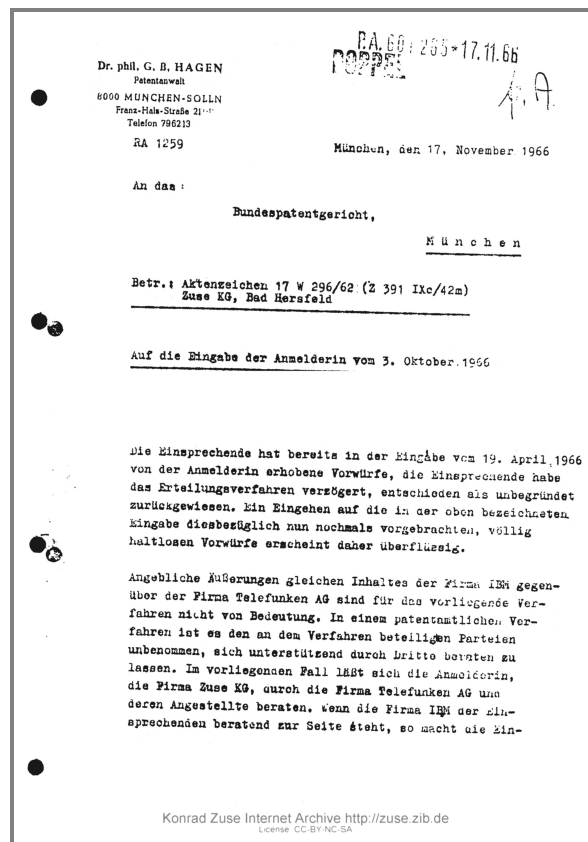 P.A. 60 : 255*17.11.66
DOPPEL
Dr. phil. G. B. HAGEN
Patentanwalt
8000 MÜNCHEN-SOLLN
Franz-Hals-Straße 21
Telefon 796213
RA 1259
München, den 17. November 1966
An das :
Bundespatentgericht,
M ü n c h e n
Betr.: Aktenzeichen 17 W 296/62 (Z 391 IXc/42m)
Zuse KG, Bad Hersfeld
Auf die Eingabe der Anmelderin vom 3. Oktober 1966
Die Einsprechende hat bereits in der Eingabe vom 19. April 1966
von der Anmelderin erhobene Vorwürfe, die Einsprechende habe
das Erteilungsverfahren verzögert, entschieden als unbegründet
zurückgewiesen. Ein Eingehen auf die in der oben bezeichneten
Eingabe diesbezüglich nun nochmals vorgebrachten, völlig
haltlosen Vorwürfe erscheint daher überflüssig.
Angebliche Äußerungen gleichen Inhaltes der Firma IBM gegen-
über der Firma Telefunken AG sind für das vorliegende Ver-
fahren nicht von Bedeutung. In einem patentamtlichen Ver-
fahren ist es den an dem Verfahren beteiligten Parteien
unbenommen, sich unterstützend durch Dritte beraten zu
lassen. Im vorliegenden Fall läßt sich die Anmelderin,
die Firma Zuse KG, durch die Firma Telefunken AG und
deren Angestellte beraten. Wenn die Firma IBM der Ein-
sprechenden beratend zur Seite steht, so macht die Ein-
Konrad Zuse Internet Archive http://zuse.zib.de
License CC-BY-NC-SA